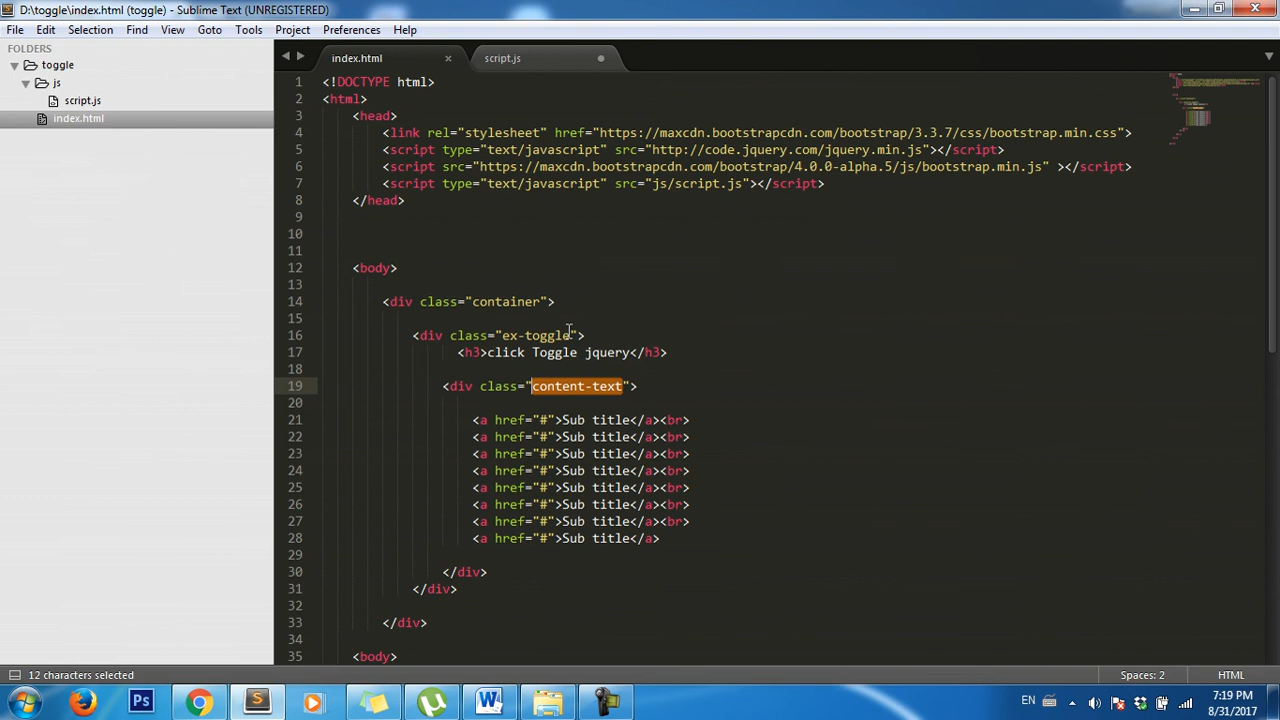 D:\toggle\index.html (toggle) - Sublime Text (UNREGISTERED)
File Edit Selection Find View Goto Tools Project Preferences Help
FOLDERS
toggle
js
script.js
index.html
index.html script.js
1 <!DOCTYPE html>
2 <html>
3 <head>
4 <link rel="stylesheet" href="https://maxcdn.bootstrapcdn.com/bootstrap/3.3.7/css/bootstrap.min.css">
5 <script type="text/javascript" src="http://code.jquery.com/jquery.min.js"></script>
6 <script src="https://maxcdn.bootstrapcdn.com/bootstrap/4.0.0-alpha.5/js/bootstrap.min.js" ></script>
7 <script type="text/javascript" src="js/script.js"></script>
8 </head>
9
10
11
12 <body>
13
14 <div class="container">
15
16 <div class="ex-toggle">
17 <h3>click Toggle jquery</h3>
18
19 <div class="content-text">
20
21 <a href="#">Sub title</a><br>
22 <a href="#">Sub title</a><br>
23 <a href="#">Sub title</a><br>
24 <a href="#">Sub title</a><br>
25 <a href="#">Sub title</a><br>
26 <a href="#">Sub title</a><br>
27 <a href="#">Sub title</a><br>
28 <a href="#">Sub title</a>
29
30 </div>
31 </div>
32
33 </div>
34
35 <body>
12 characters selected Spaces: 2 HTML
Ps W EN 7:19 PM
8/31/2017